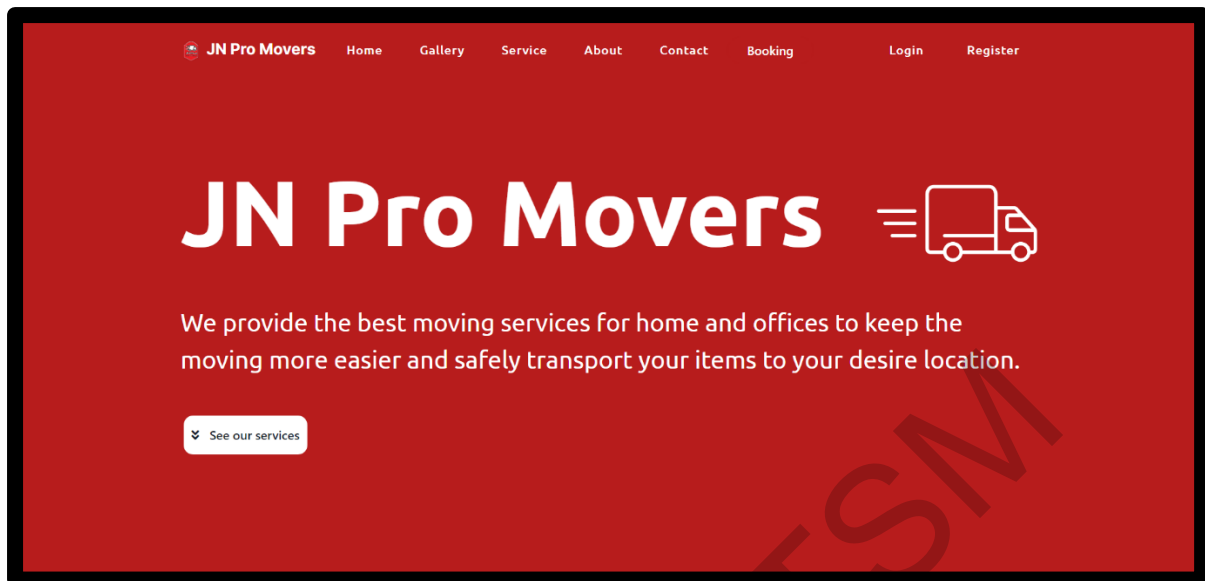 JN Pro Movers Home Gallery Service About Contact Booking Login Register
JN Pro Movers
We provide the best moving services for home and offices to keep the
moving more easier and safely transport your items to your desire location.
See our services
TSM